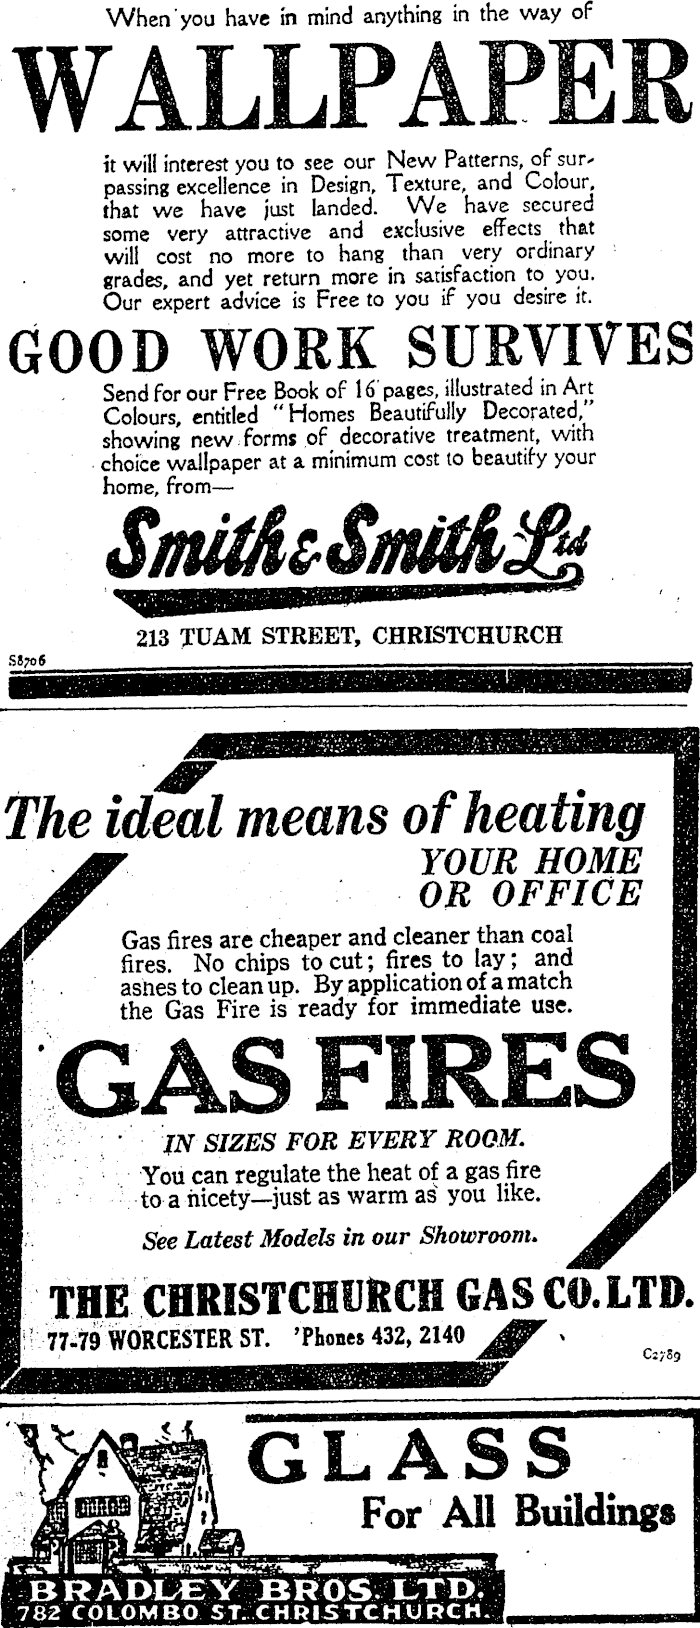 When you have in mind anything in the way of
WALLPAPER
it will interest you to see our New Patterns, of sur-
passing excellence in Design, Texture, and Colour,
that we have just landed. We have secured
some very attractive and exclusive effects that
will cost no more to hang than very ordinary
grades, and yet return more in satisfaction to you.
Our expert advice is Free to you if you desire it.
GOOD WORK SURVIVES
Send for our Free Book of 16 pages, illustrated in Art
Colours, entitled "Homes Beautifully Decorated,"
showing new forms of decorative treatment, with
choice wallpaper at a minimum cost to beautify your
home, from—
Smith & Smith Ltd
213 TUAM STREET, CHRISTCHURCH
S8706
The ideal means of heating
YOUR HOME
OR OFFICE
Gas fires are cheaper and cleaner than coal
fires. No chips to cut; fires to lay; and
ashes to clean up. By application of a match
the Gas Fire is ready for immediate use.
GAS FIRES
IN SIZES FOR EVERY ROOM.
You can regulate the heat of a gas fire
to a nicety—just as warm as you like.
See Latest Models in our Showroom.
THE CHRISTCHURCH GAS CO. LTD.
77-79 WORCESTER ST. 'Phones 432, 2140
C2789
GLASS
For All Buildings
BRADLEY BROS. LTD.
782 COLOMBO ST. CHRISTCHURCH.